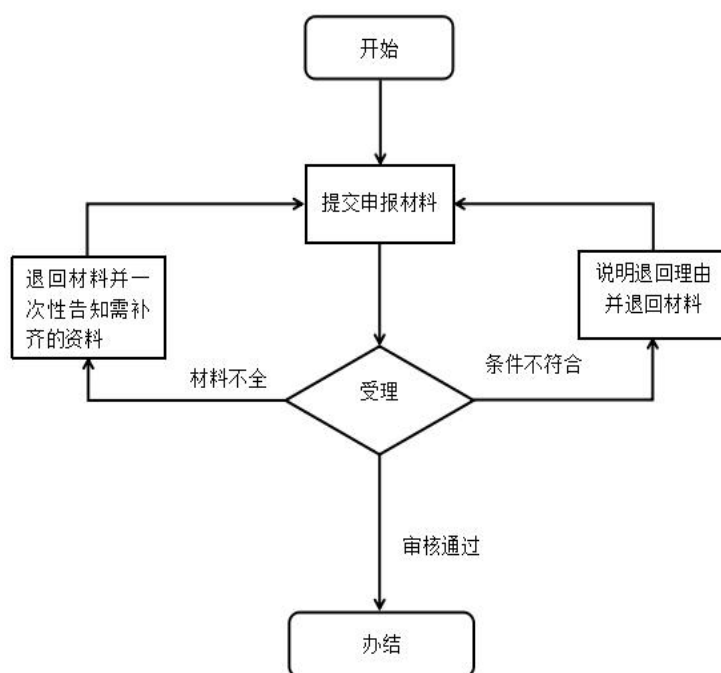 开始
提交申报材料
退回材料并一
次性告知需补
齐的资料
说明退回理由
并退回材料
材料不全
受理
条件不符合
审核通过
办结